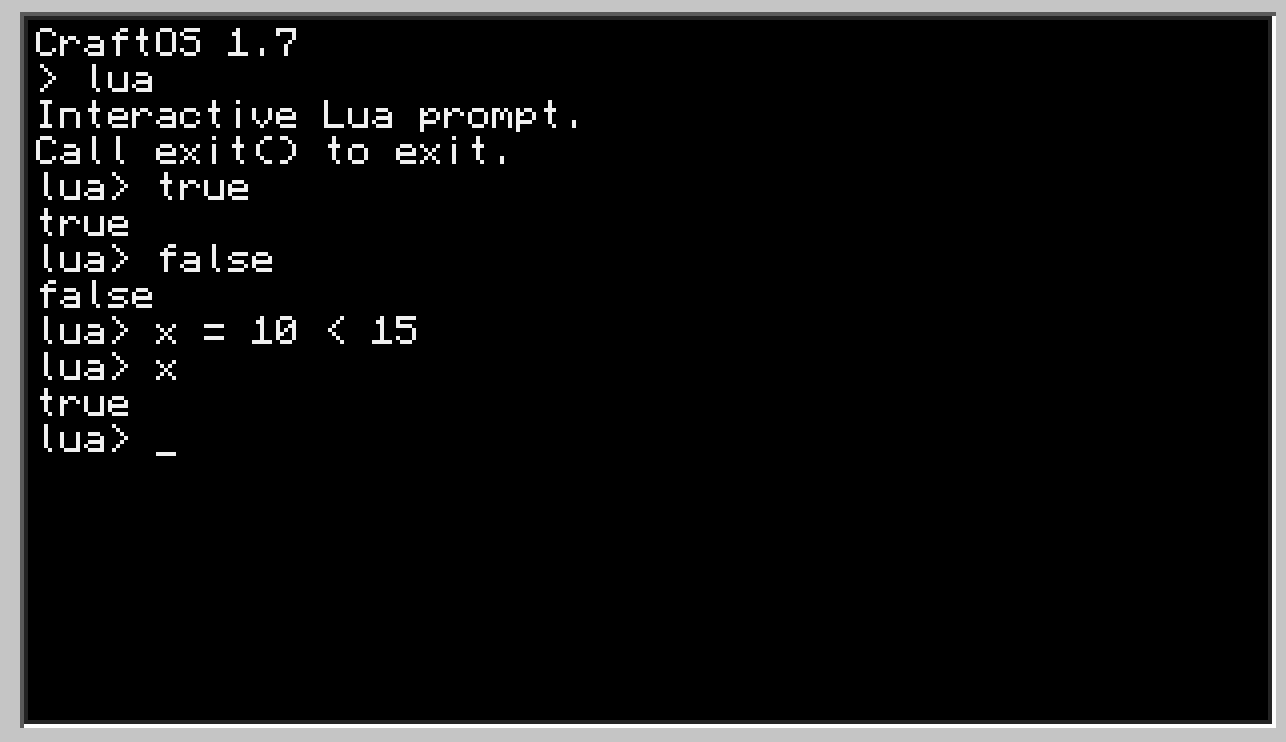 CraftOS 1.7
> lua
Interactive Lua prompt.
Call exit() to exit.
lua> true
true
lua> false
false
lua> x = 10 < 15
lua> x
true
lua> _